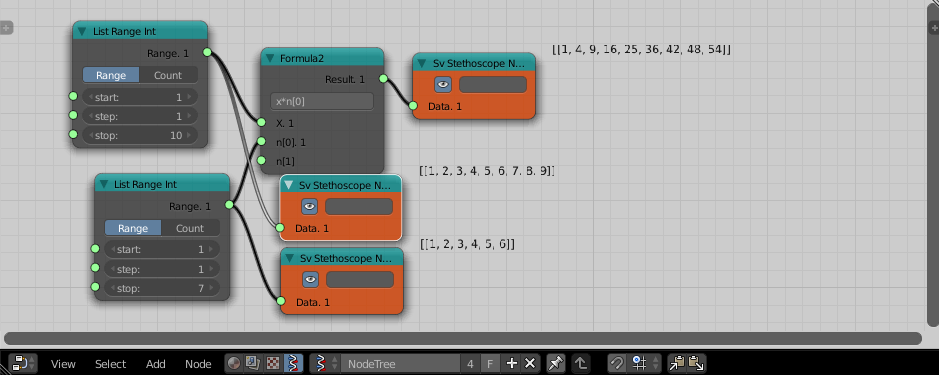 List Range Int
Range. 1
Range Count
start: 1
step: 1
stop: 10
Formula2
Result. 1
x*n[0]
X. 1
n[0]. 1
n[1]
Sv Stethoscope N...
Data. 1
[[1, 4, 9, 16, 25, 36, 42, 48, 54]]
List Range Int
Range. 1
Range Count
start: 1
step: 1
stop: 7
Sv Stethoscope N...
Data. 1
[[1, 2, 3, 4, 5, 6, 7, 8, 9]]
Sv Stethoscope N...
Data. 1
[[1, 2, 3, 4, 5, 6]]
View Select Add Node NodeTree 4 F